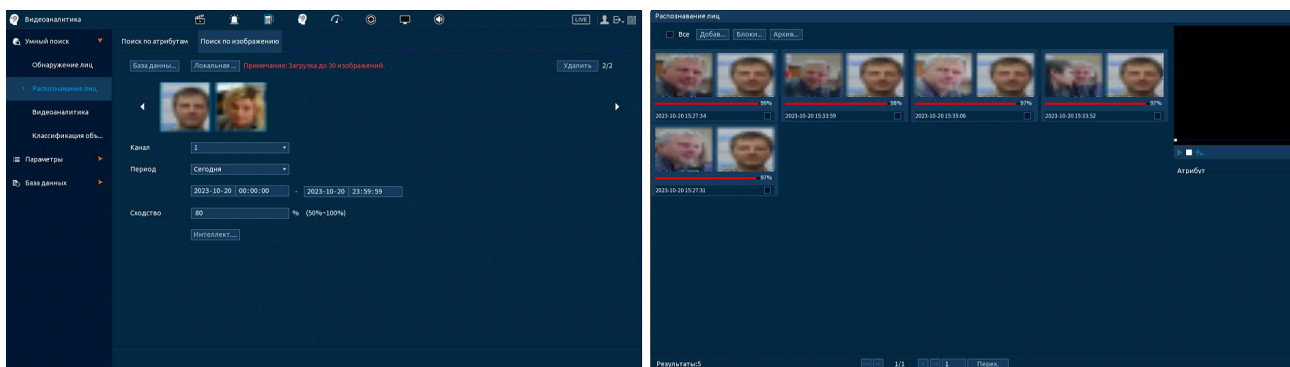 Видеоаналитика
LIVE
Умный поиск
Обнаружение лиц
Распознавание лиц
Видеоаналитика
Классификация объ...
Параметры
База данных
Поиск по атрибутам
Поиск по изображению
База данны...
Локальная ...
Примечание: Загрузка до 30 изображений.
Удалить
2/2
Канал
1
Период
Сегодня
2023-10-20 00:00:00 - 2023-10-20 23:59:59
Сходство
80
% (50%~100%)
Интеллект....
Распознавание лиц
Все
Добав...
Блоки...
Архив...
99%
98%
97%
97%
2023-10-20 15:27:34
2023-10-20 15:33:59
2023-10-20 15:35:06
2023-10-20 15:33:52
97%
2023-10-20 15:27:31
Атрибут
Результаты:5
1/1
1
Перех.